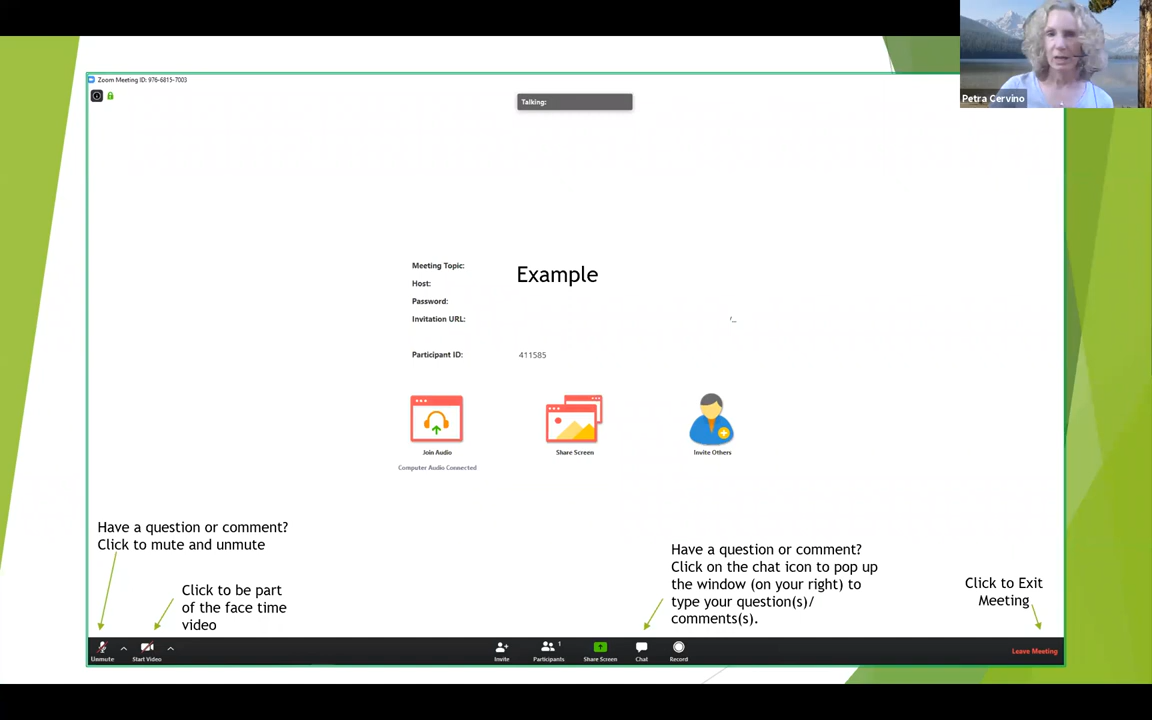 Zoom Meeting ID: 976-6815-7003
Talking:
Petra Cervino
Meeting Topic:
Example
Host:
Password:
Invitation URL:
/...
Participant ID:
411585
Join Audio
Share Screen
Invite Others
Computer Audio Connected
Have a question or comment?
Click to mute and unmute
Click to be part
of the face time
video
Have a question or comment?
Click on the chat icon to pop up
the window (on your right) to
type your question(s)/
comments(s).
Click to Exit
Meeting
Unmute
Start Video
Invite
Participants
1
Share Screen
Chat
Record
Leave Meeting